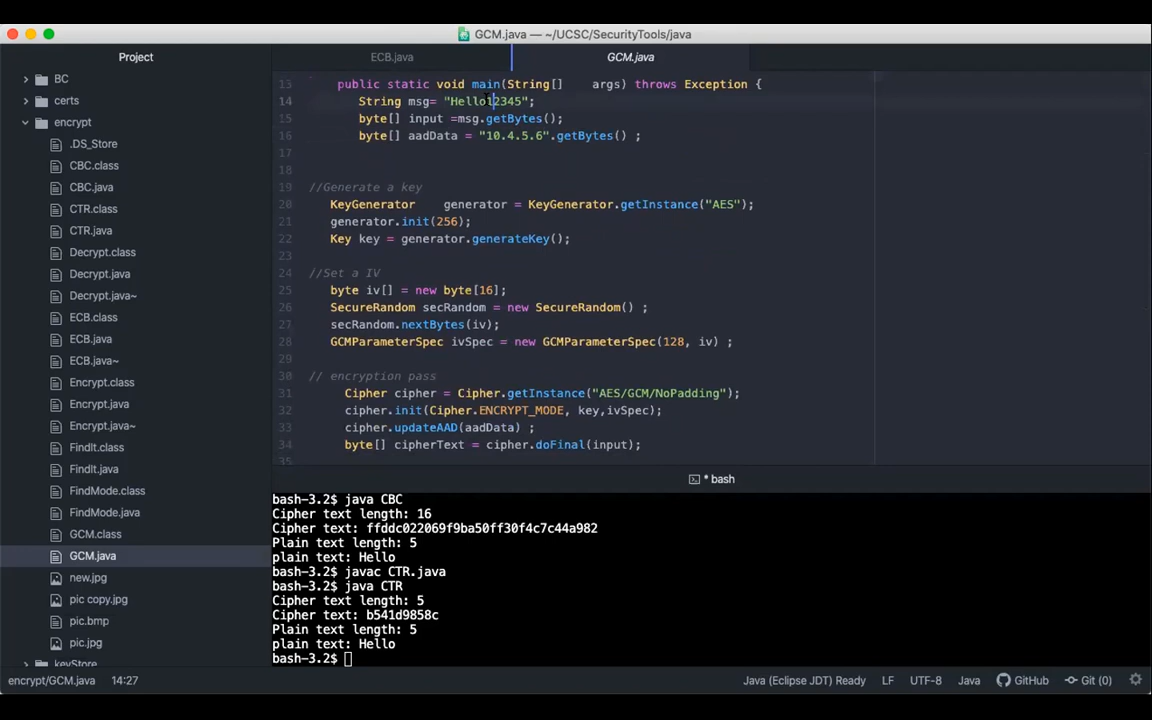 GCM.java — ~/UCSC/SecurityTools/java
Project
ECB.java
GCM.java
BC
certs
encrypt
.DS_Store
CBC.class
CBC.java
CTR.class
CTR.java
Decrypt.class
Decrypt.java
Decrypt.java~
ECB.class
ECB.java
ECB.java~
Encrypt.class
Encrypt.java
Encrypt.java~
FindIt.class
FindIt.java
FindMode.class
FindMode.java
GCM.class
GCM.java
new.jpg
pic copy.jpg
pic.bmp
pic.jpg
keyStore
13 public static void main(String[] args) throws Exception {
14 String msg= "Hello12345";
15 byte[] input =msg.getBytes();
16 byte[] aadData = "10.4.5.6".getBytes() ;
17
18
19 //Generate a key
20 KeyGenerator generator = KeyGenerator.getInstance("AES");
21 generator.init(256);
22 Key key = generator.generateKey();
23
24 //Set a IV
25 byte iv[] = new byte[16];
26 SecureRandom secRandom = new SecureRandom() ;
27 secRandom.nextBytes(iv);
28 GCMParameterSpec ivSpec = new GCMParameterSpec(128, iv) ;
29
30 // encryption pass
31 Cipher cipher = Cipher.getInstance("AES/GCM/NoPadding");
32 cipher.init(Cipher.ENCRYPT_MODE, key,ivSpec);
33 cipher.updateAAD(aadData) ;
34 byte[] cipherText = cipher.doFinal(input);
35
* bash
bash-3.2$ java CBC
Cipher text length: 16
Cipher text: ffddc022069f9ba50ff30f4c7c44a982
Plain text length: 5
plain text: Hello
bash-3.2$ javac CTR.java
bash-3.2$ java CTR
Cipher text length: 5
Cipher text: b541d9858c
Plain text length: 5
plain text: Hello
bash-3.2$
encrypt/GCM.java 14:27 Java (Eclipse JDT) Ready LF UTF-8 Java GitHub Git (0)